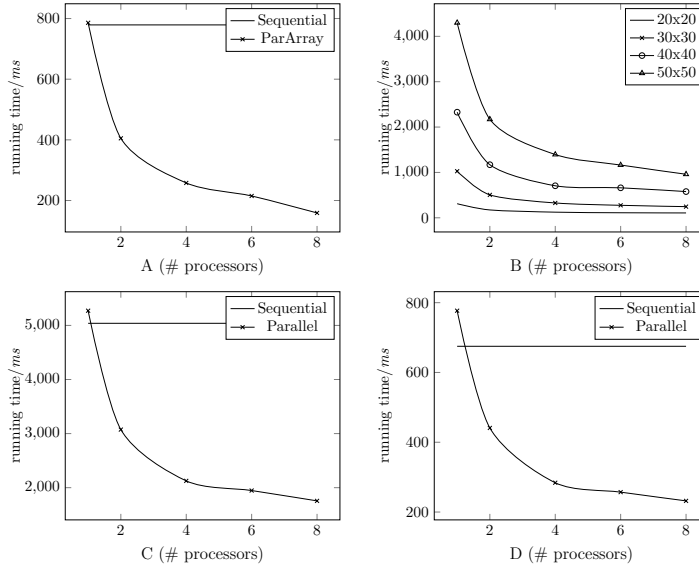 800
600
400
200
running time/ms
2
4
6
8
A (# processors)
Sequential
ParArray
4,000
3,000
2,000
1,000
0
running time/ms
2
4
6
8
B (# processors)
20x20
30x30
40x40
50x50
5,000
4,000
3,000
2,000
running time/ms
2
4
6
8
C (# processors)
Sequential
Parallel
800
600
400
200
running time/ms
2
4
6
8
D (# processors)
Sequential
Parallel